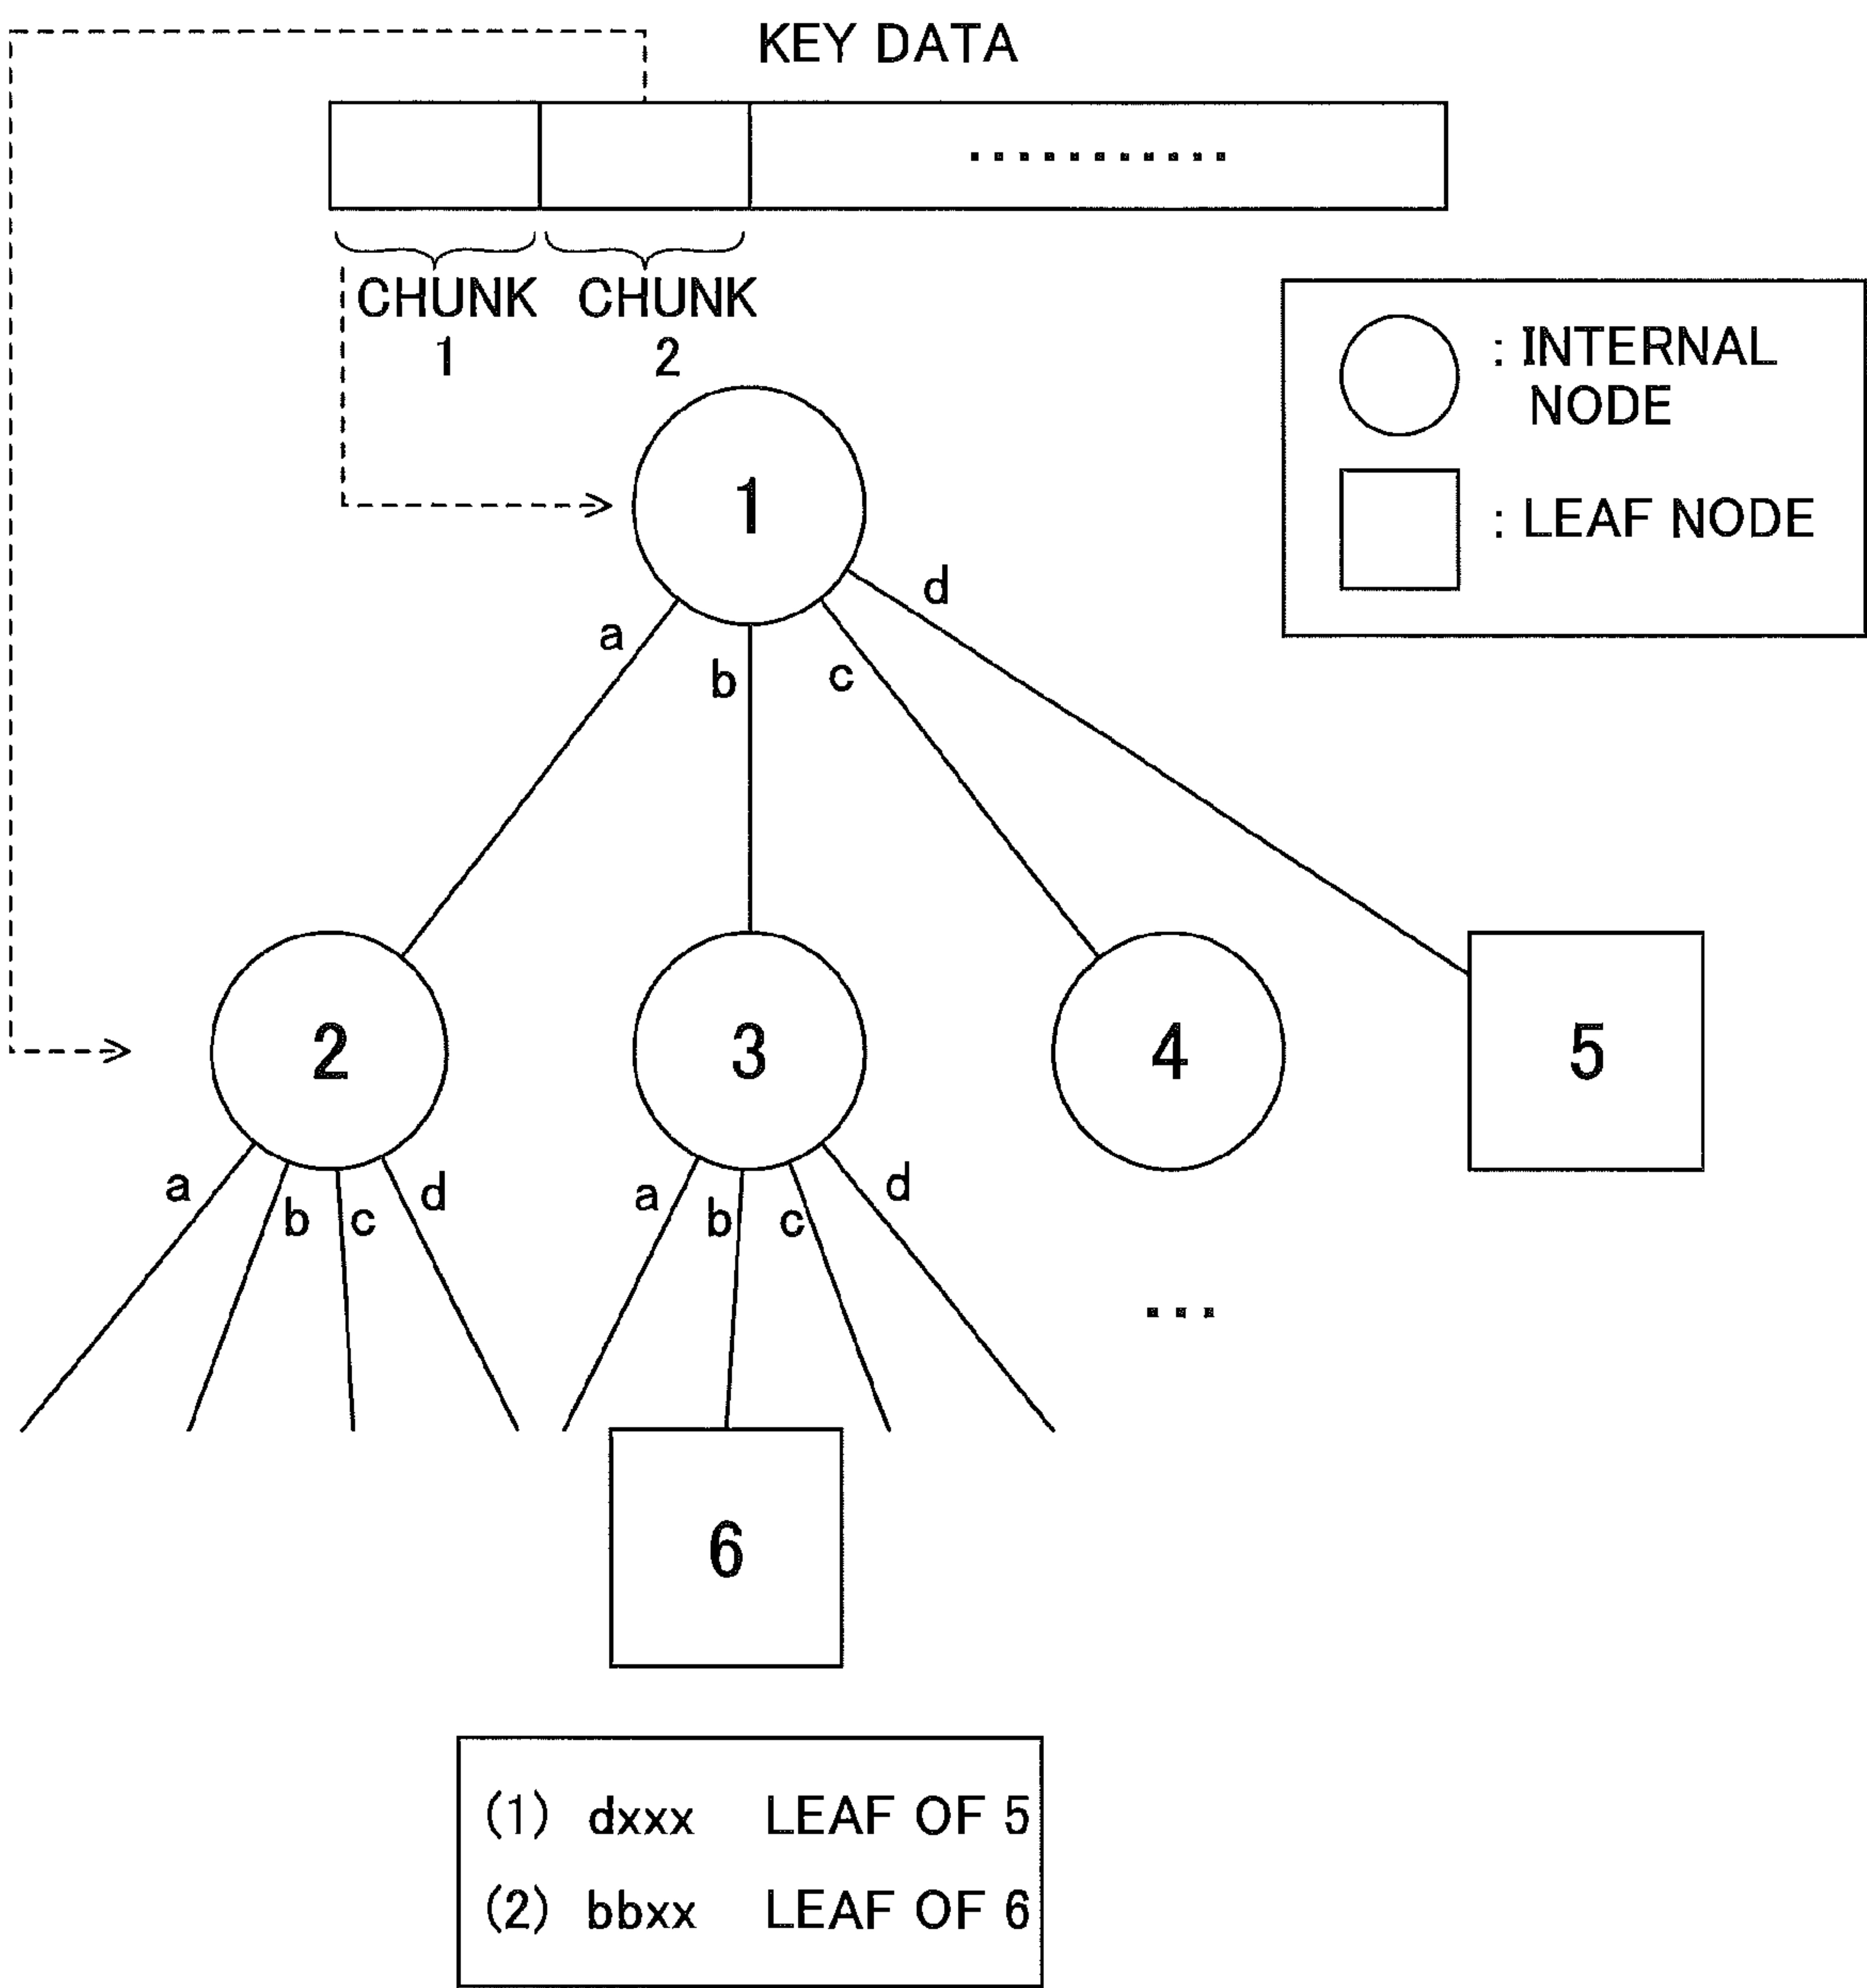 KEY DATA
............
CHUNK CHUNK
1 2
: INTERNAL
NODE
: LEAF NODE
1
d
a
b
c
2
3
4
5
a
b
c
d
a
b
c
d
...
6
(1) dxxx LEAF OF 5
(2) bbxx LEAF OF 6